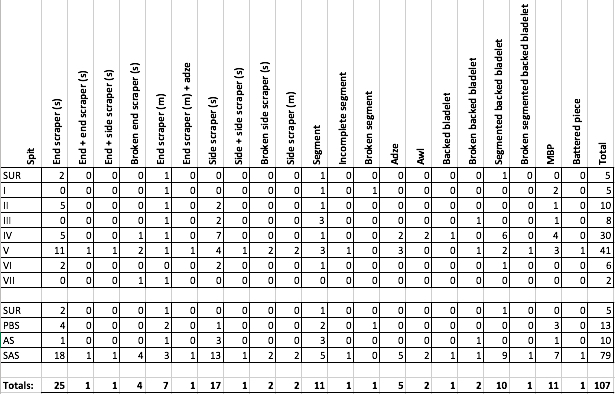 Spit End scraper (s) End + end scraper (s) End + side scraper (s) Broken end scraper (s) End scraper (m) End scraper (m) + adze Side scraper (s) Side + side scraper (s) Broken side scraper (s) Side scraper (m) Segment Incomplete segment Broken segment Adze Awl Backed bladelet Broken backed bladelet Segmented backed bladelet Broken segmented backed bladelet MBP Battered piece Total
SUR 2 0 0 0 1 0 0 0 0 0 1 0 0 0 0 0 0 1 0 0 0 5
I 0 0 0 0 1 0 0 0 0 0 1 0 1 0 0 0 0 0 0 2 0 5
II 5 0 0 0 1 0 2 0 0 0 1 0 0 0 0 0 0 0 0 1 0 10
III 0 0 0 0 1 0 2 0 0 0 3 0 0 0 0 0 1 0 0 1 0 8
IV 5 0 0 1 1 0 7 0 0 0 1 0 0 2 2 1 0 6 0 4 0 30
V 11 1 1 2 1 1 4 1 2 2 3 1 0 3 0 0 1 2 1 3 1 41
VI 2 0 0 0 0 0 2 0 0 0 1 0 0 0 0 0 0 1 0 0 0 6
VII 0 0 0 1 1 0 0 0 0 0 0 0 0 0 0 0 0 0 0 0 0 2
SUR 2 0 0 0 1 0 0 0 0 0 1 0 0 0 0 0 0 1 0 0 0 5
PBS 4 0 0 0 2 0 1 0 0 0 2 0 1 0 0 0 0 0 0 3 0 13
AS 1 0 0 0 1 0 3 0 0 0 3 0 0 0 0 0 1 0 0 1 0 10
SAS 18 1 1 4 3 1 13 1 2 2 5 1 0 5 2 1 1 9 1 7 1 79
Totals: 25 1 1 4 7 1 17 1 2 2 11 1 1 5 2 1 2 10 1 11 1 107